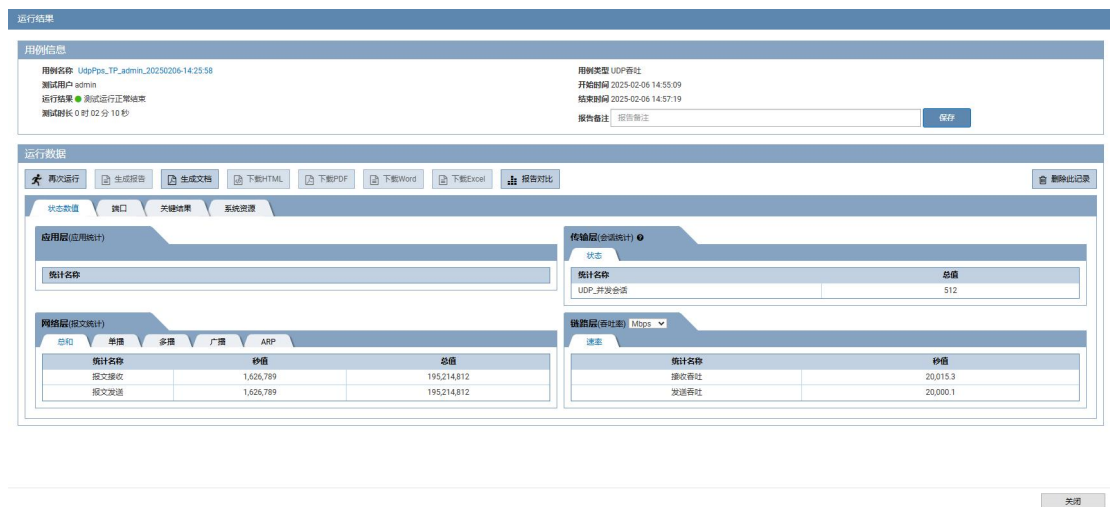 运行结果
用例信息
用例名称 UdpPps_TP_admin_20250206-14:25:58
用例类型 UDP吞吐
测试用户 admin
开始时间 2025-02-06 14:55:09
运行结果 测试运行正常结束
结束时间 2025-02-06 14:57:19
测试时长 0 时 02 分 10 秒
报告备注 报告备注 保存
运行数据
再次运行 生成报告 生成文档 下载HTML 下载PDF 下载Word 下载Excel 报告对比 删除此记录
状态数值 端口 关键结果 系统资源
应用层(应用统计)
统计名称
传输层(会话统计)
状态
统计名称 总值
UDP_并发会话 512
网络层(报文统计)
总和 单播 多播 广播 ARP
统计名称 秒值 总值
报文接收 1,626,789 195,214,812
报文发送 1,626,789 195,214,812
链路层(吞吐率) Mbps
速率
统计名称 秒值
接收吞吐 20,015.3
发送吞吐 20,000.1
关闭